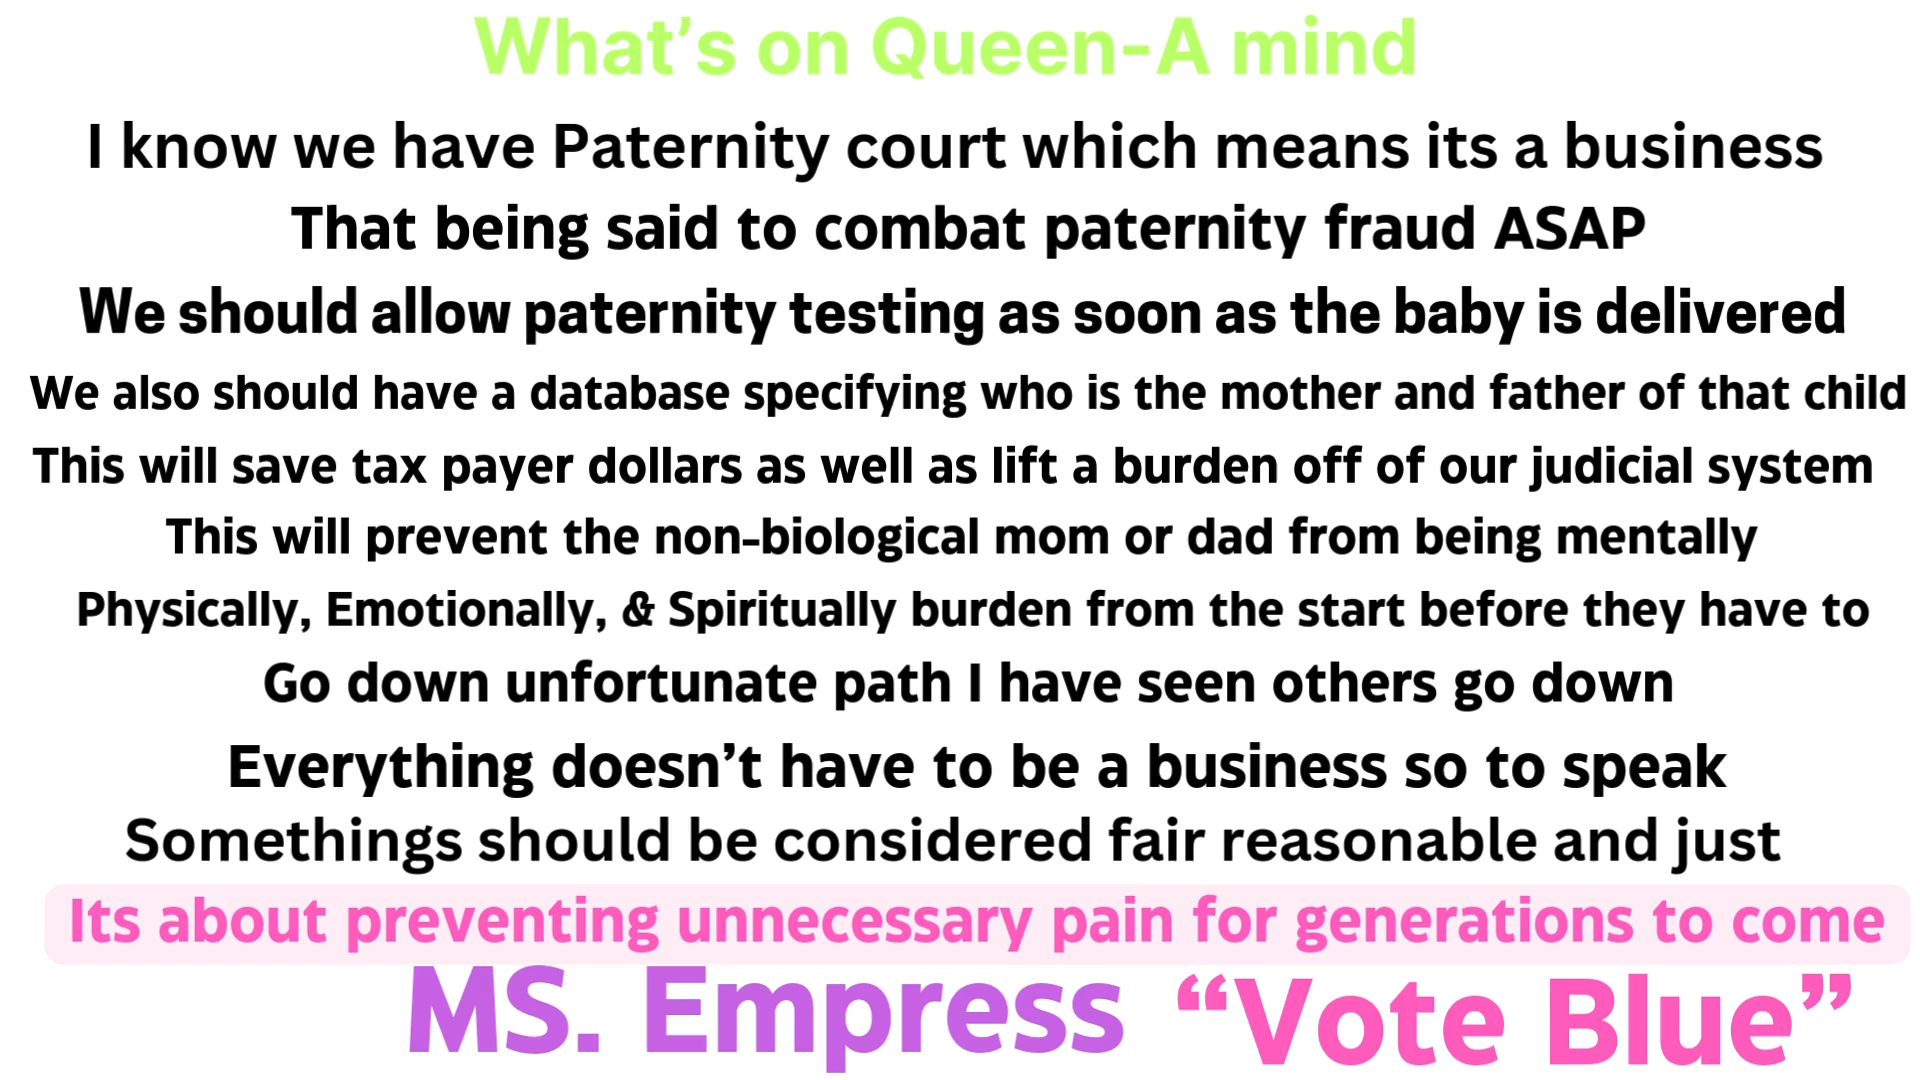 What’s on Queen-A mind
I know we have Paternity court which means its a business
That being said to combat paternity fraud ASAP
We should allow paternity testing as soon as the baby is delivered
We also should have a database specifying who is the mother and father of that child
This will save tax payer dollars as well as lift a burden off of our judicial system
This will prevent the non-biological mom or dad from being mentally
Physically, Emotionally, & Spiritually burden from the start before they have to
Go down unfortunate path I have seen others go down
Everything doesn’t have to be a business so to speak
Somethings should be considered fair reasonable and just
Its about preventing unnecessary pain for generations to come
MS. Empress “Vote Blue”